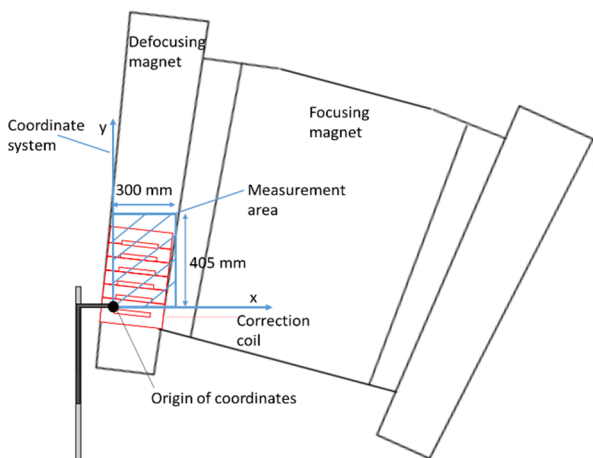 Defocusing
magnet
Focusing
magnet
Coordinate
system
y
300 mm
Measurement
area
405 mm
x
Correction
coil
Origin of coordinates